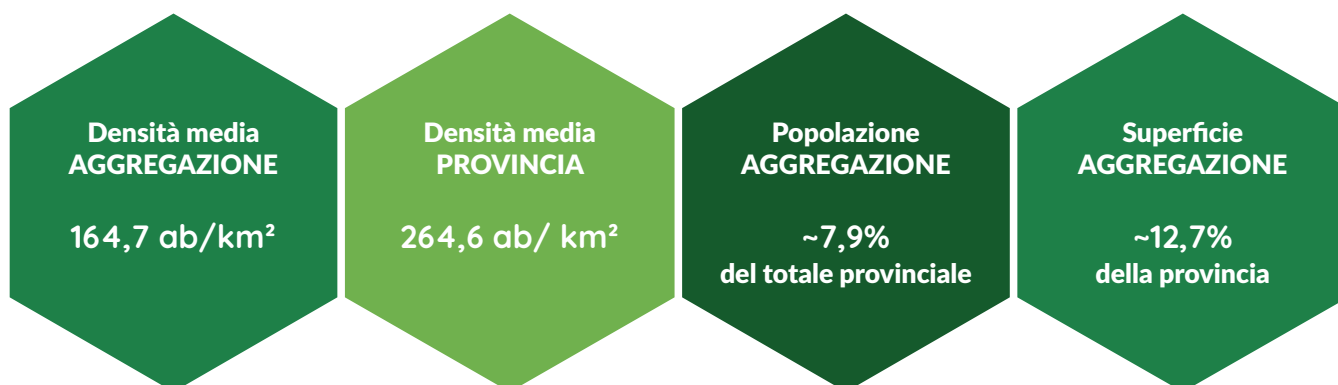 Densità media
AGGREGAZIONE
164,7 ab/km²
Densità media
PROVINCIA
264,6 ab/ km²
Popolazione
AGGREGAZIONE
~7,9%
del totale provinciale
Superficie
AGGREGAZIONE
~12,7%
della provincia